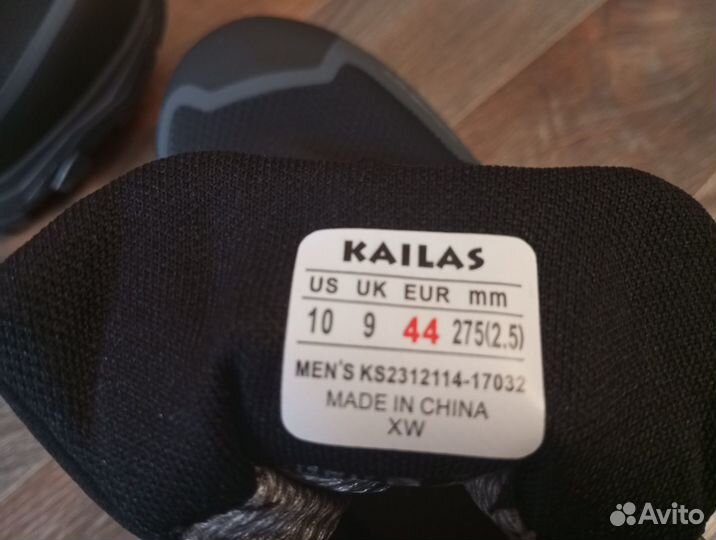 KAILAS
US UK EUR mm
10 9 44 275(2,5)
MEN'S KS2312114-17032
MADE IN CHINA
XW
Avito